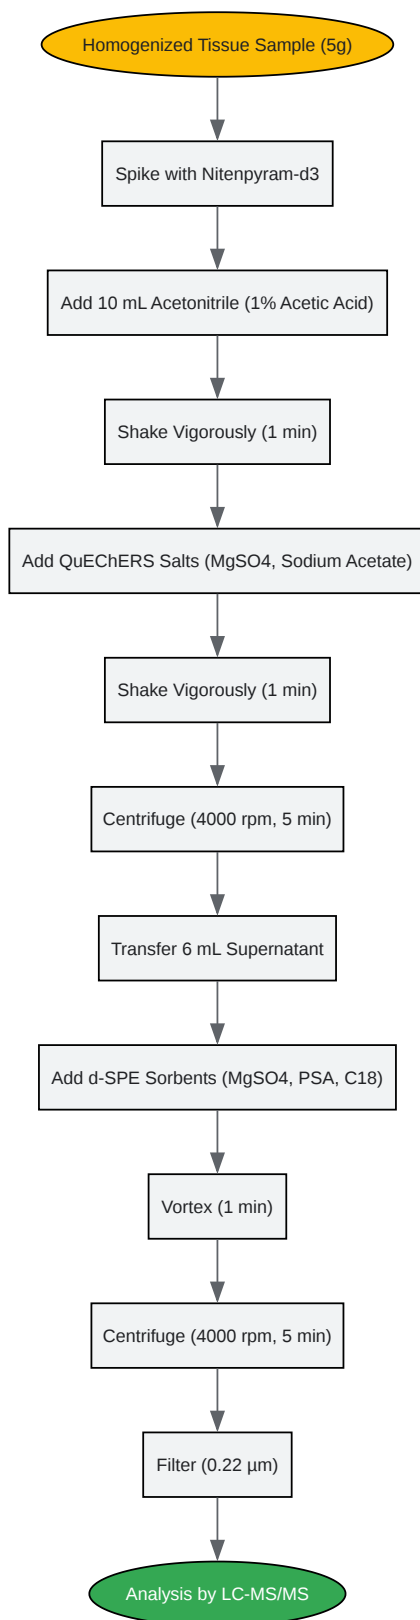 Homogenized Tissue Sample (5g)
Spike with Nitenpyram-d3
Add 10 mL Acetonitrile (1% Acetic Acid)
Shake Vigorously (1 min)
Add QuEChERS Salts (MgSO4, Sodium Acetate)
Shake Vigorously (1 min)
Centrifuge (4000 rpm, 5 min)
Transfer 6 mL Supernatant
Add d-SPE Sorbents (MgSO4, PSA, C18)
Vortex (1 min)
Centrifuge (4000 rpm, 5 min)
Filter (0.22 µm)
Analysis by LC-MS/MS